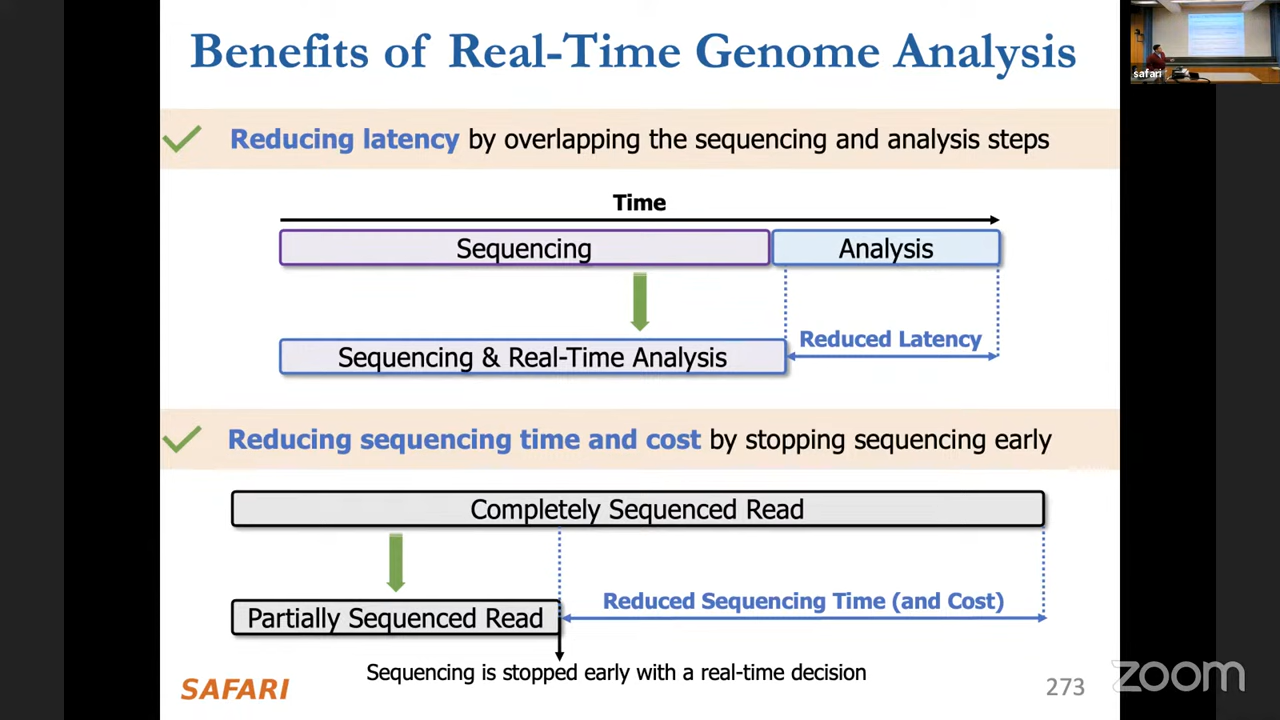 Benefits of Real-Time Genome Analysis
safari
Reducing latency by overlapping the sequencing and analysis steps
Time
Sequencing
Analysis
Reduced Latency
Sequencing & Real-Time Analysis
Reducing sequencing time and cost by stopping sequencing early
Completely Sequenced Read
Reduced Sequencing Time (and Cost)
Partially Sequenced Read
Sequencing is stopped early with a real-time decision
SAFARI
273
zoom